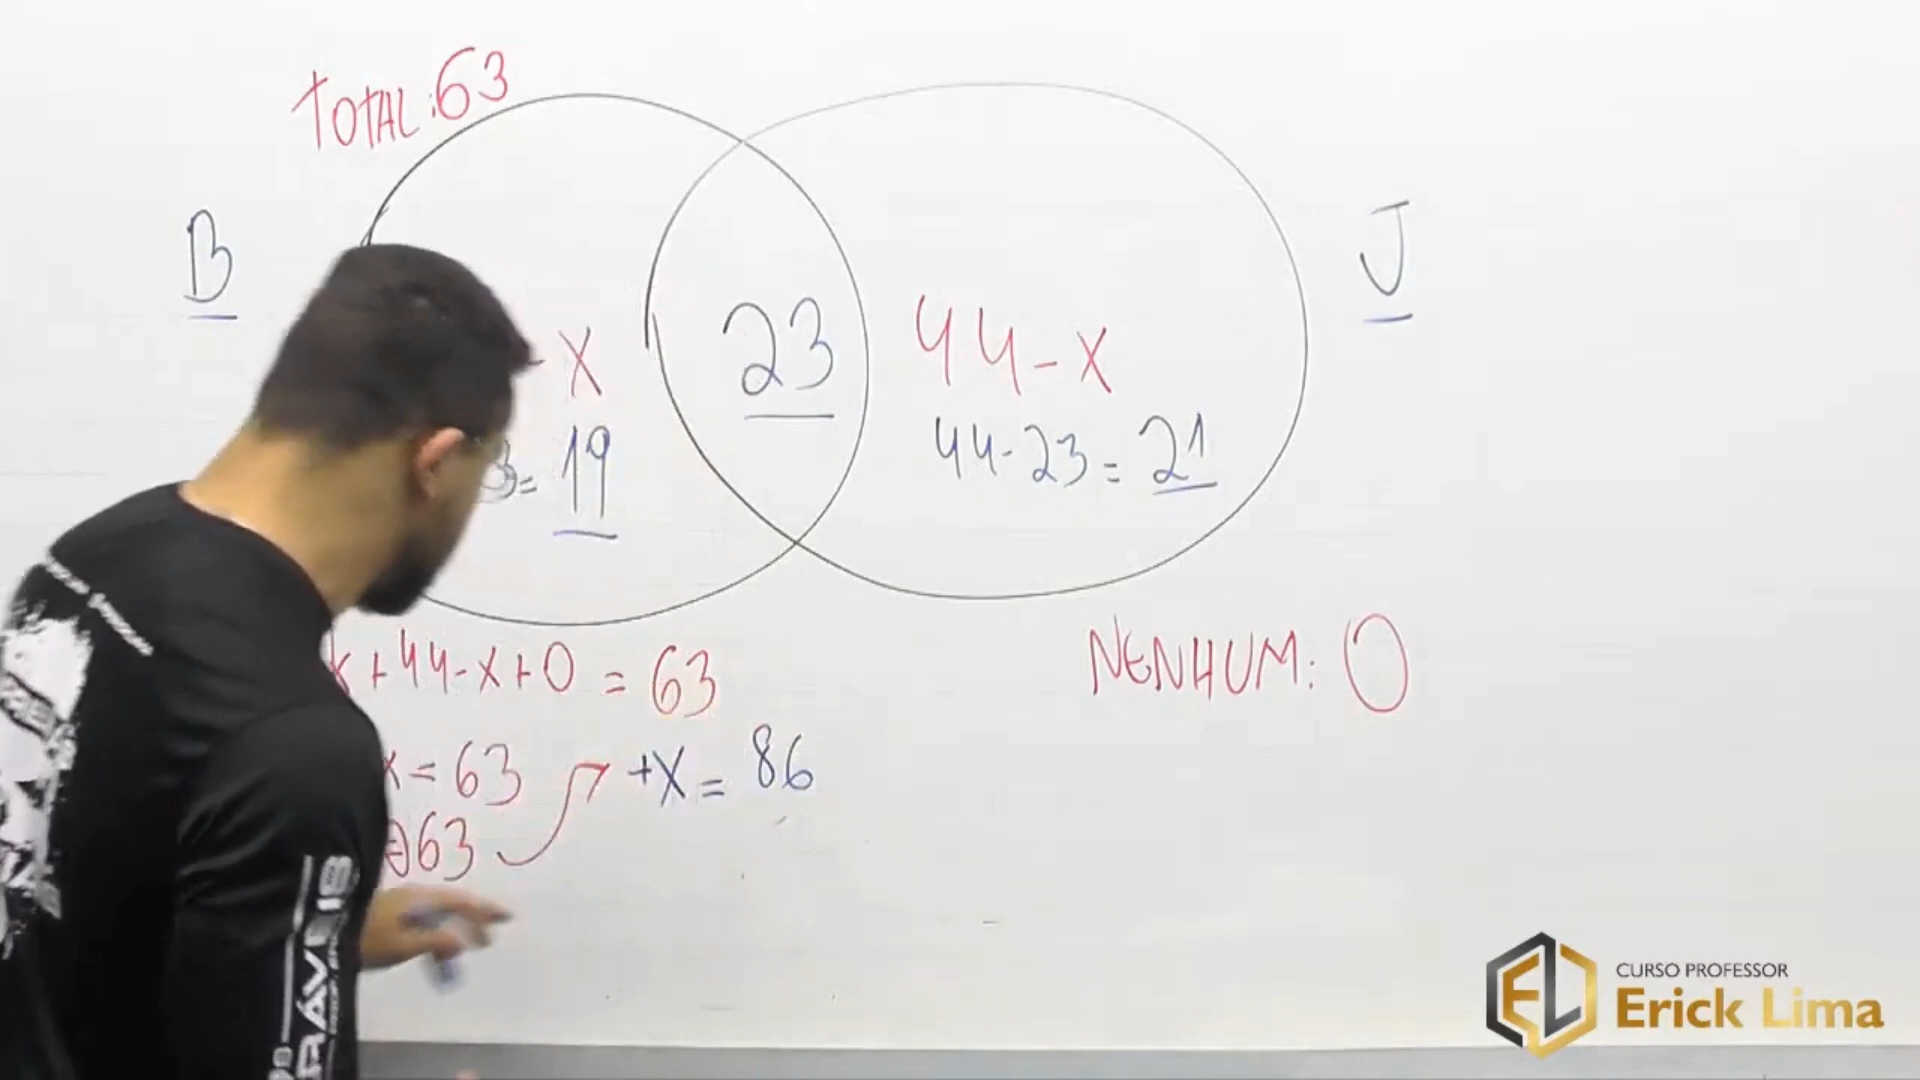 TOTAL: 63
B
J
- X
23
44 - X
3 = 19
44 - 23 = 21
x + 44 - x + 0 = 63
NENHUM: 0
x = 63
+X = 86
63
CURSO PROFESSOR
Erick Lima